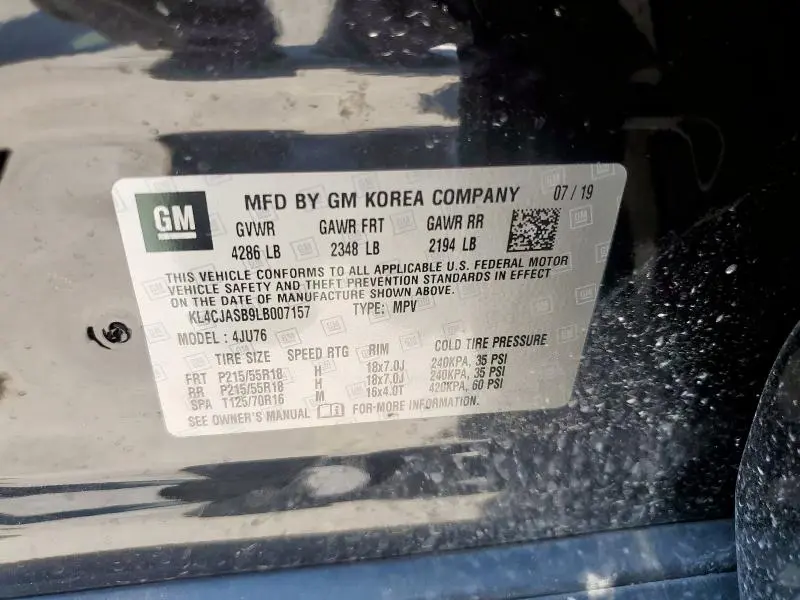 GM MFD BY GM KOREA COMPANY 07 / 19
GVWR GAWR FRT GAWR RR
4286 LB 2348 LB 2194 LB
THIS VEHICLE CONFORMS TO ALL APPLICABLE U.S. FEDERAL MOTOR
VEHICLE SAFETY AND THEFT PREVENTION STANDARDS IN EFFECT
ON THE DATE OF MANUFACTURE SHOWN ABOVE.
KL4CJASB9LB007157 TYPE: MPV
MODEL : 4JU76
TIRE SIZE SPEED RTG RIM COLD TIRE PRESSURE
FRT P215/55R18 H 18x7.0J 240KPA, 35 PSI
RR P215/55R18 H 18x7.0J 240KPA, 35 PSI
SPA T125/70R16 M 16x4.0T 420KPA, 60 PSI
SEE OWNER'S MANUAL FOR-MORE INFORMATION.